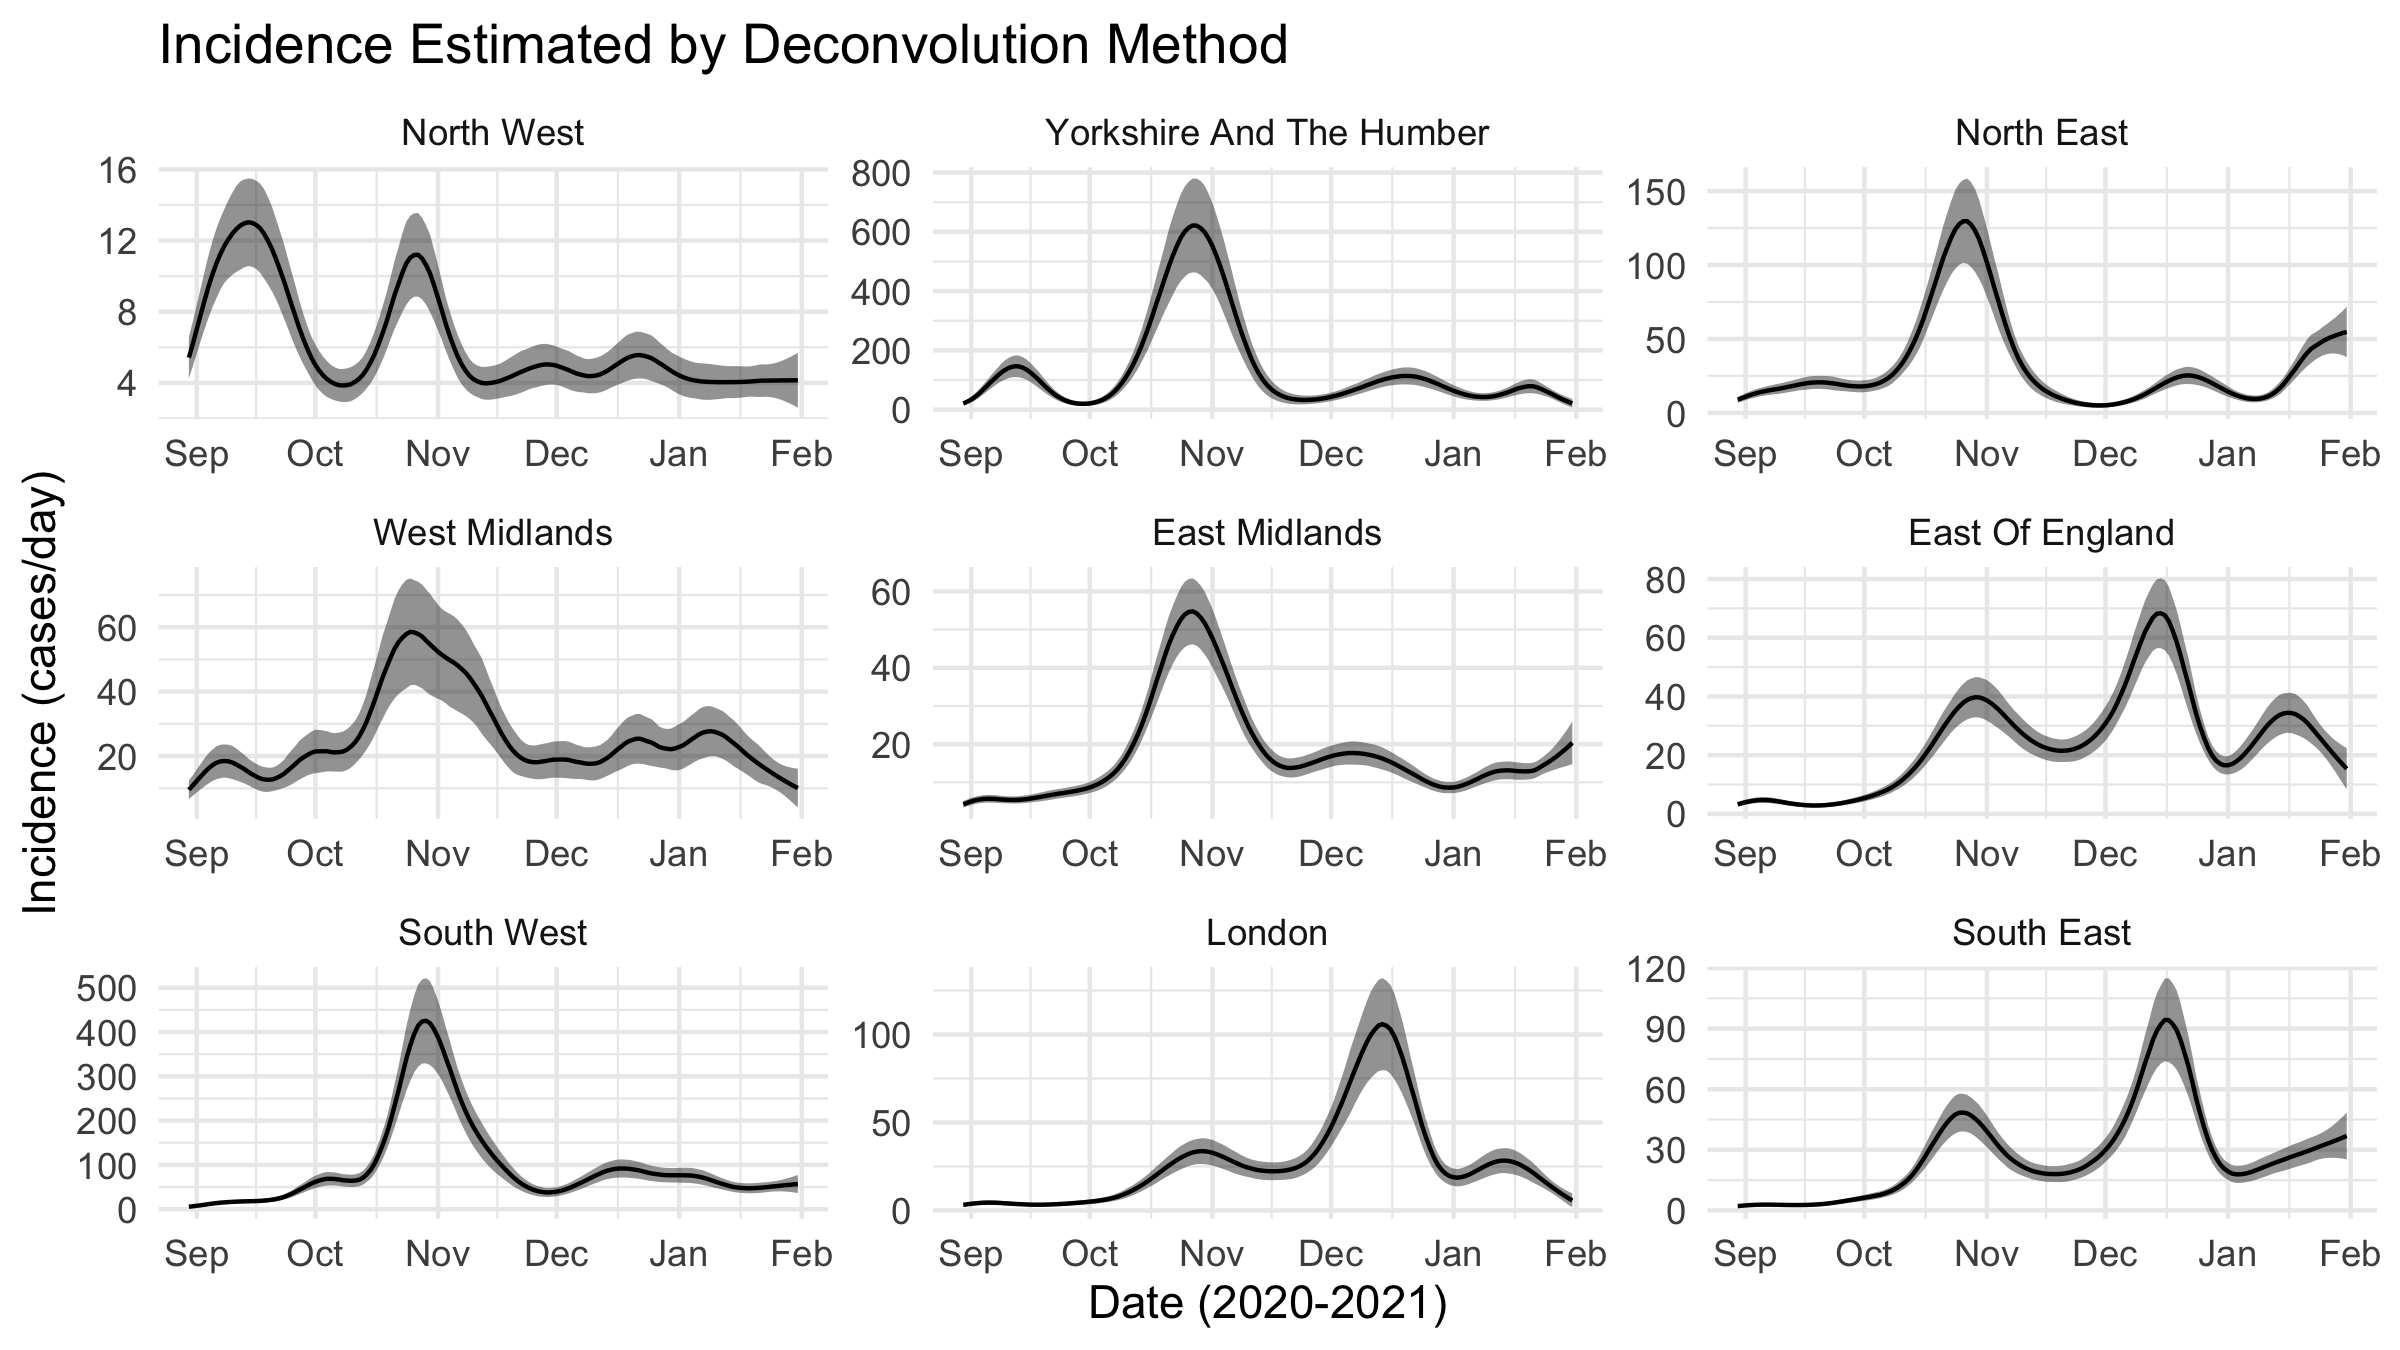 Incidence Estimated by Deconvolution Method
North West
Yorkshire And The Humber
North East
16
12
8
4
800
600
400
200
0
150
100
50
0
Sep Oct Nov Dec Jan Feb
Sep Oct Nov Dec Jan Feb
Sep Oct Nov Dec Jan Feb
Incidence (cases/day)
West Midlands
East Midlands
East Of England
60
40
20
60
40
20
80
60
40
20
0
Sep Oct Nov Dec Jan Feb
Sep Oct Nov Dec Jan Feb
Sep Oct Nov Dec Jan Feb
South West
London
South East
500
400
300
200
100
0
100
50
0
120
90
60
30
0
Sep Oct Nov Dec Jan Feb
Sep Oct Nov Dec Jan Feb
Sep Oct Nov Dec Jan Feb
Date (2020-2021)